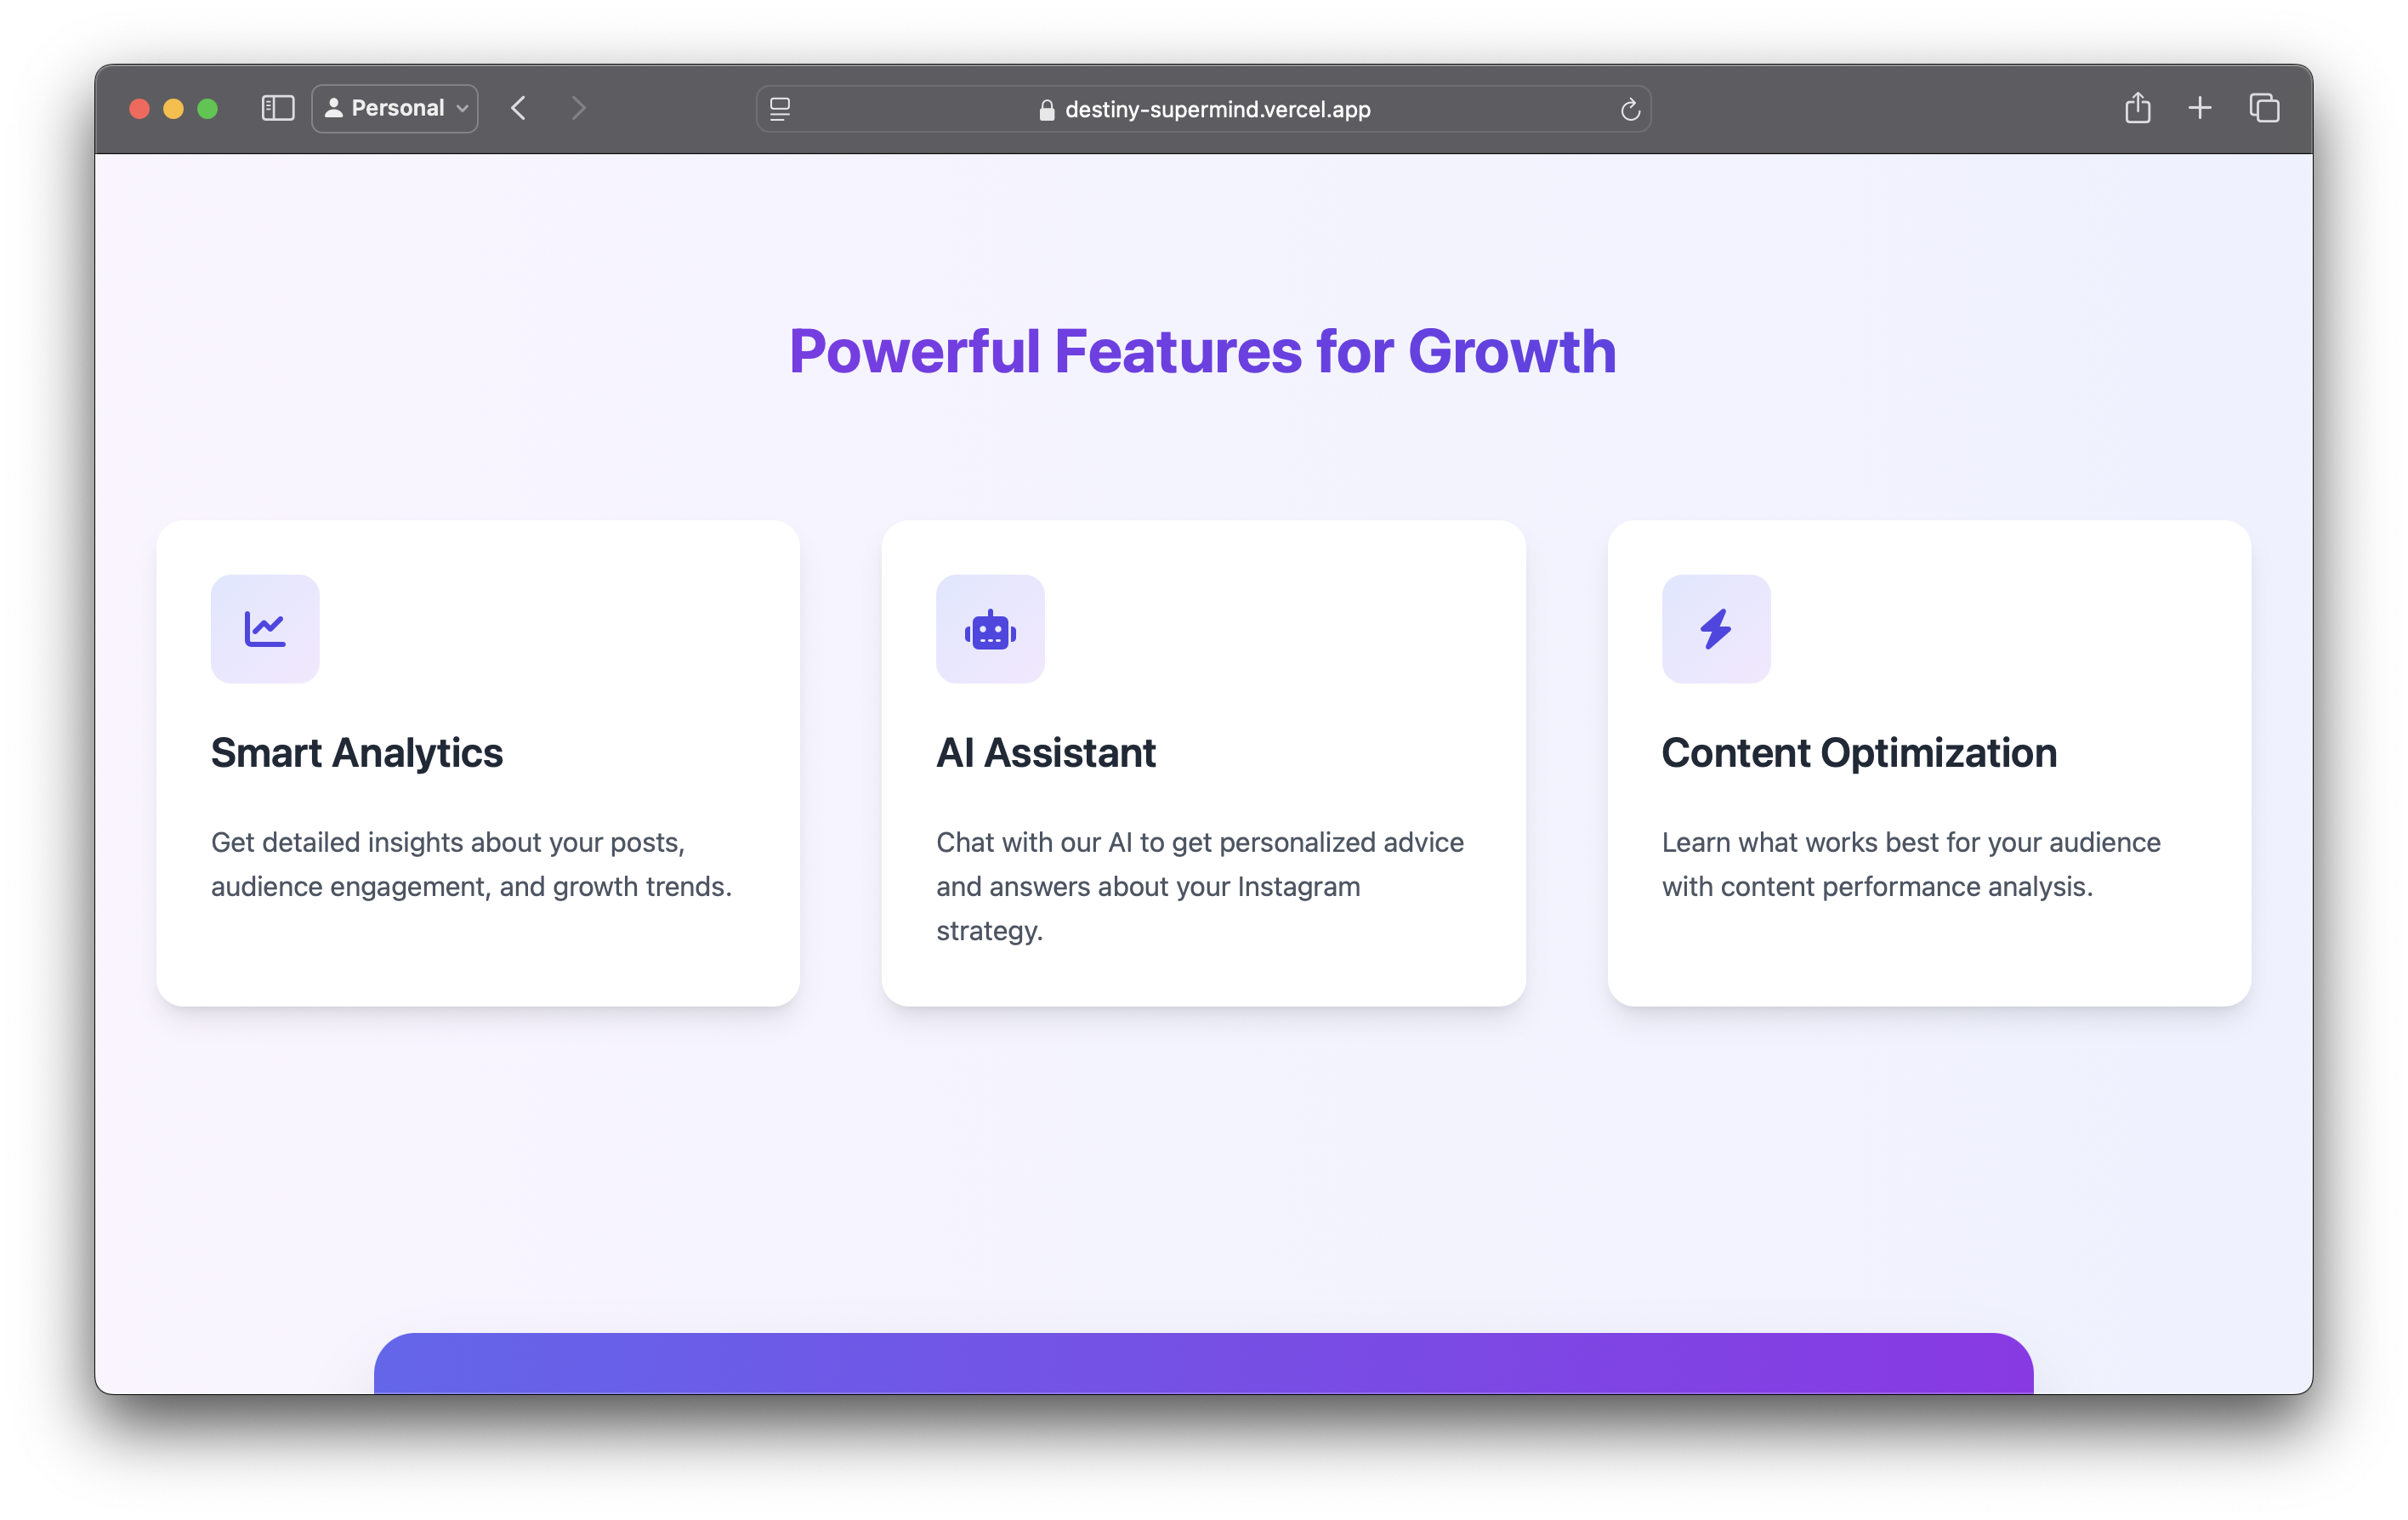 Personal
destiny-supermind.vercel.app
Powerful Features for Growth
Smart Analytics
Get detailed insights about your posts,
audience engagement, and growth trends.
AI Assistant
Chat with our AI to get personalized advice
and answers about your Instagram
strategy.
Content Optimization
Learn what works best for your audience
with content performance analysis.